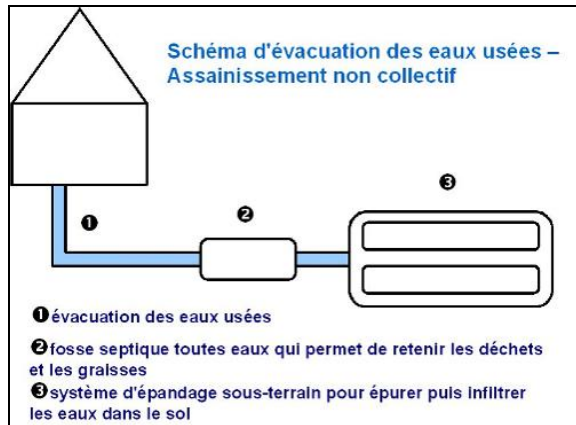 Schéma d'évacuation des eaux usées –
Assainissement non collectif
❸
❷
❶
❶évacuation des eaux usées
❷fosse septique toutes eaux qui permet de retenir les déchets
et les graisses
❸système d'épandage sous-terrain pour épurer puis infiltrer
les eaux dans le sol